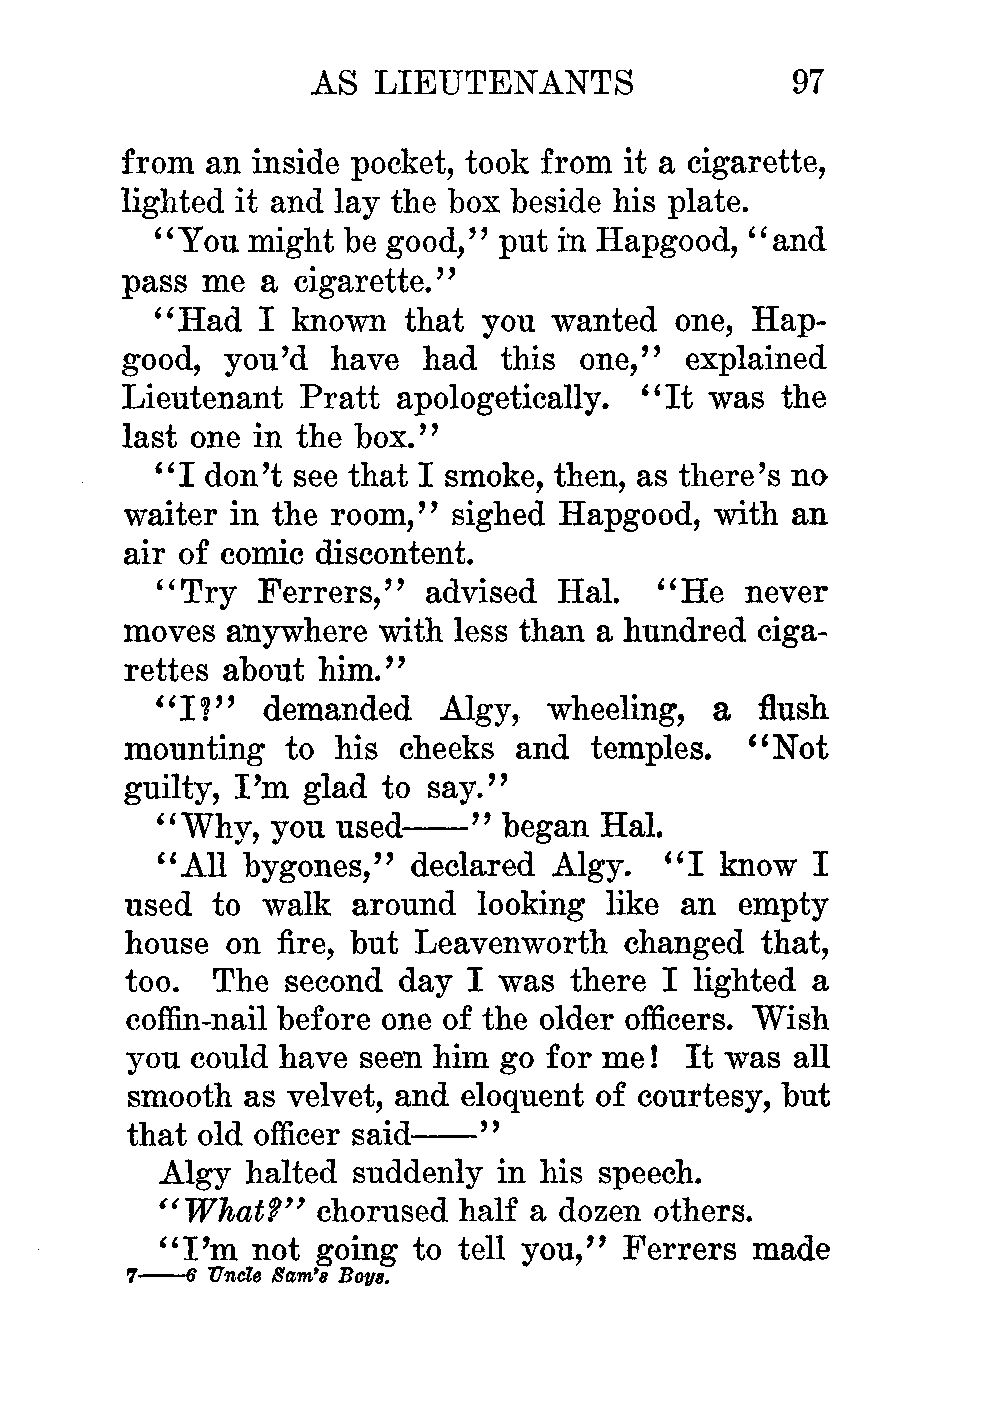 AS LIEUTENANTS 97
from an inside pocket, took from it a cigarette,
lighted it and lay the box beside his plate.
“You might be good,” put in Hapgood, “and
pass me a cigarette.”
“Had I known that you wanted one, Hap-
good, you’d have had this one,” explained
Lieutenant Pratt apologetically. “It was the
last one in the box.”
“I don’t see that I smoke, then, as there’s no
waiter in the room,” sighed Hapgood, with an
air of comic discontent.
“Try Ferrers,” advised Hal. “He never
moves anywhere with less than a hundred ciga-
rettes about him.”
“I?” demanded Algy, wheeling, a flush
mounting to his cheeks and temples. “Not
guilty, I’m glad to say.”
“Why, you used——” began Hal.
“All bygones,” declared Algy. “I know I
used to walk around looking like an empty
house on fire, but Leavenworth changed that,
too. The second day I was there I lighted a
coffin-nail before one of the older officers. Wish
you could have seen him go for me! It was all
smooth as velvet, and eloquent of courtesy, but
that old officer said——”
Algy halted suddenly in his speech.
“What?” chorused half a dozen others.
“I’m not going to tell you,” Ferrers made
7——6 Uncle Sam’s Boys.